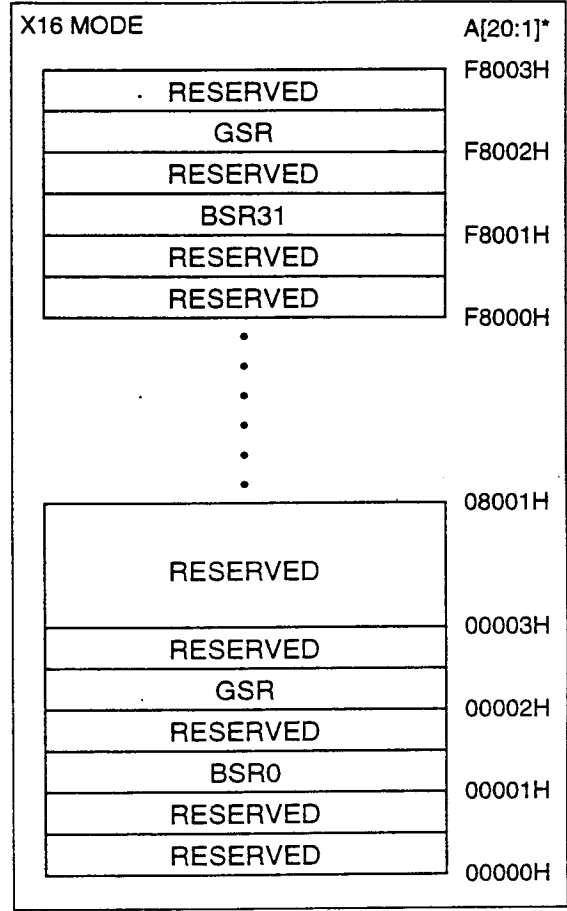 X16 MODE A[20:1]*
F8003H
RESERVED
GSR
F8002H
RESERVED
BSR31
F8001H
RESERVED
RESERVED
F8000H
08001H
RESERVED
00003H
RESERVED
GSR
00002H
RESERVED
BSR0
00001H
RESERVED
RESERVED
00000H